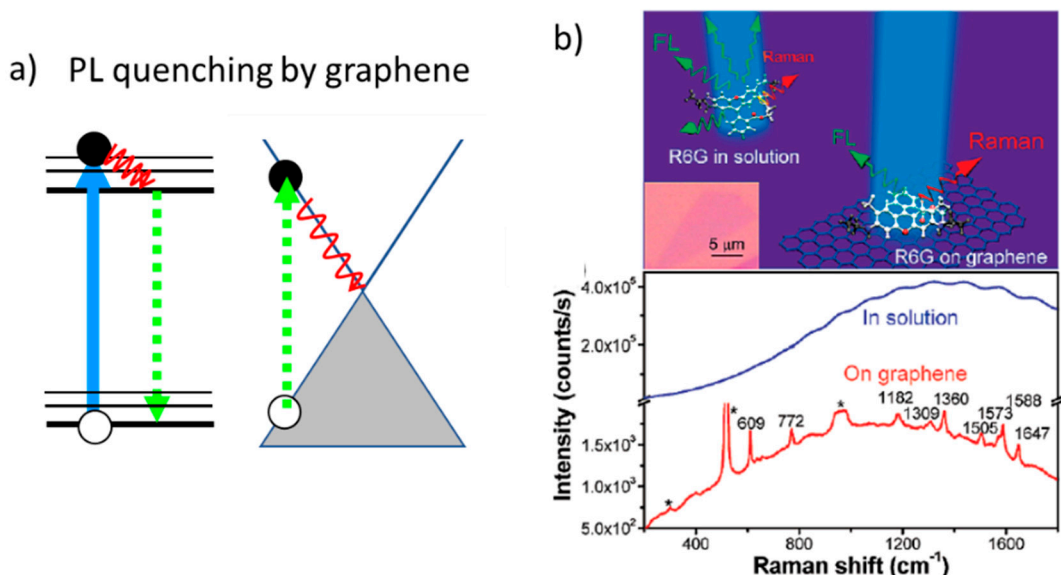 a) PL quenching by graphene
b)
FL
Raman
R6G in solution
5 μm
FL
Raman
R6G on graphene
Intensity (counts/s)
4.0x10⁵
2.0x10⁵
1.5x10³
1.0x10³
5.0x10²
In solution
On graphene
*
*
609
772
*
1182
1309
1360
1505
1573
1588
1647
400
800
1200
1600
Raman shift (cm⁻¹)